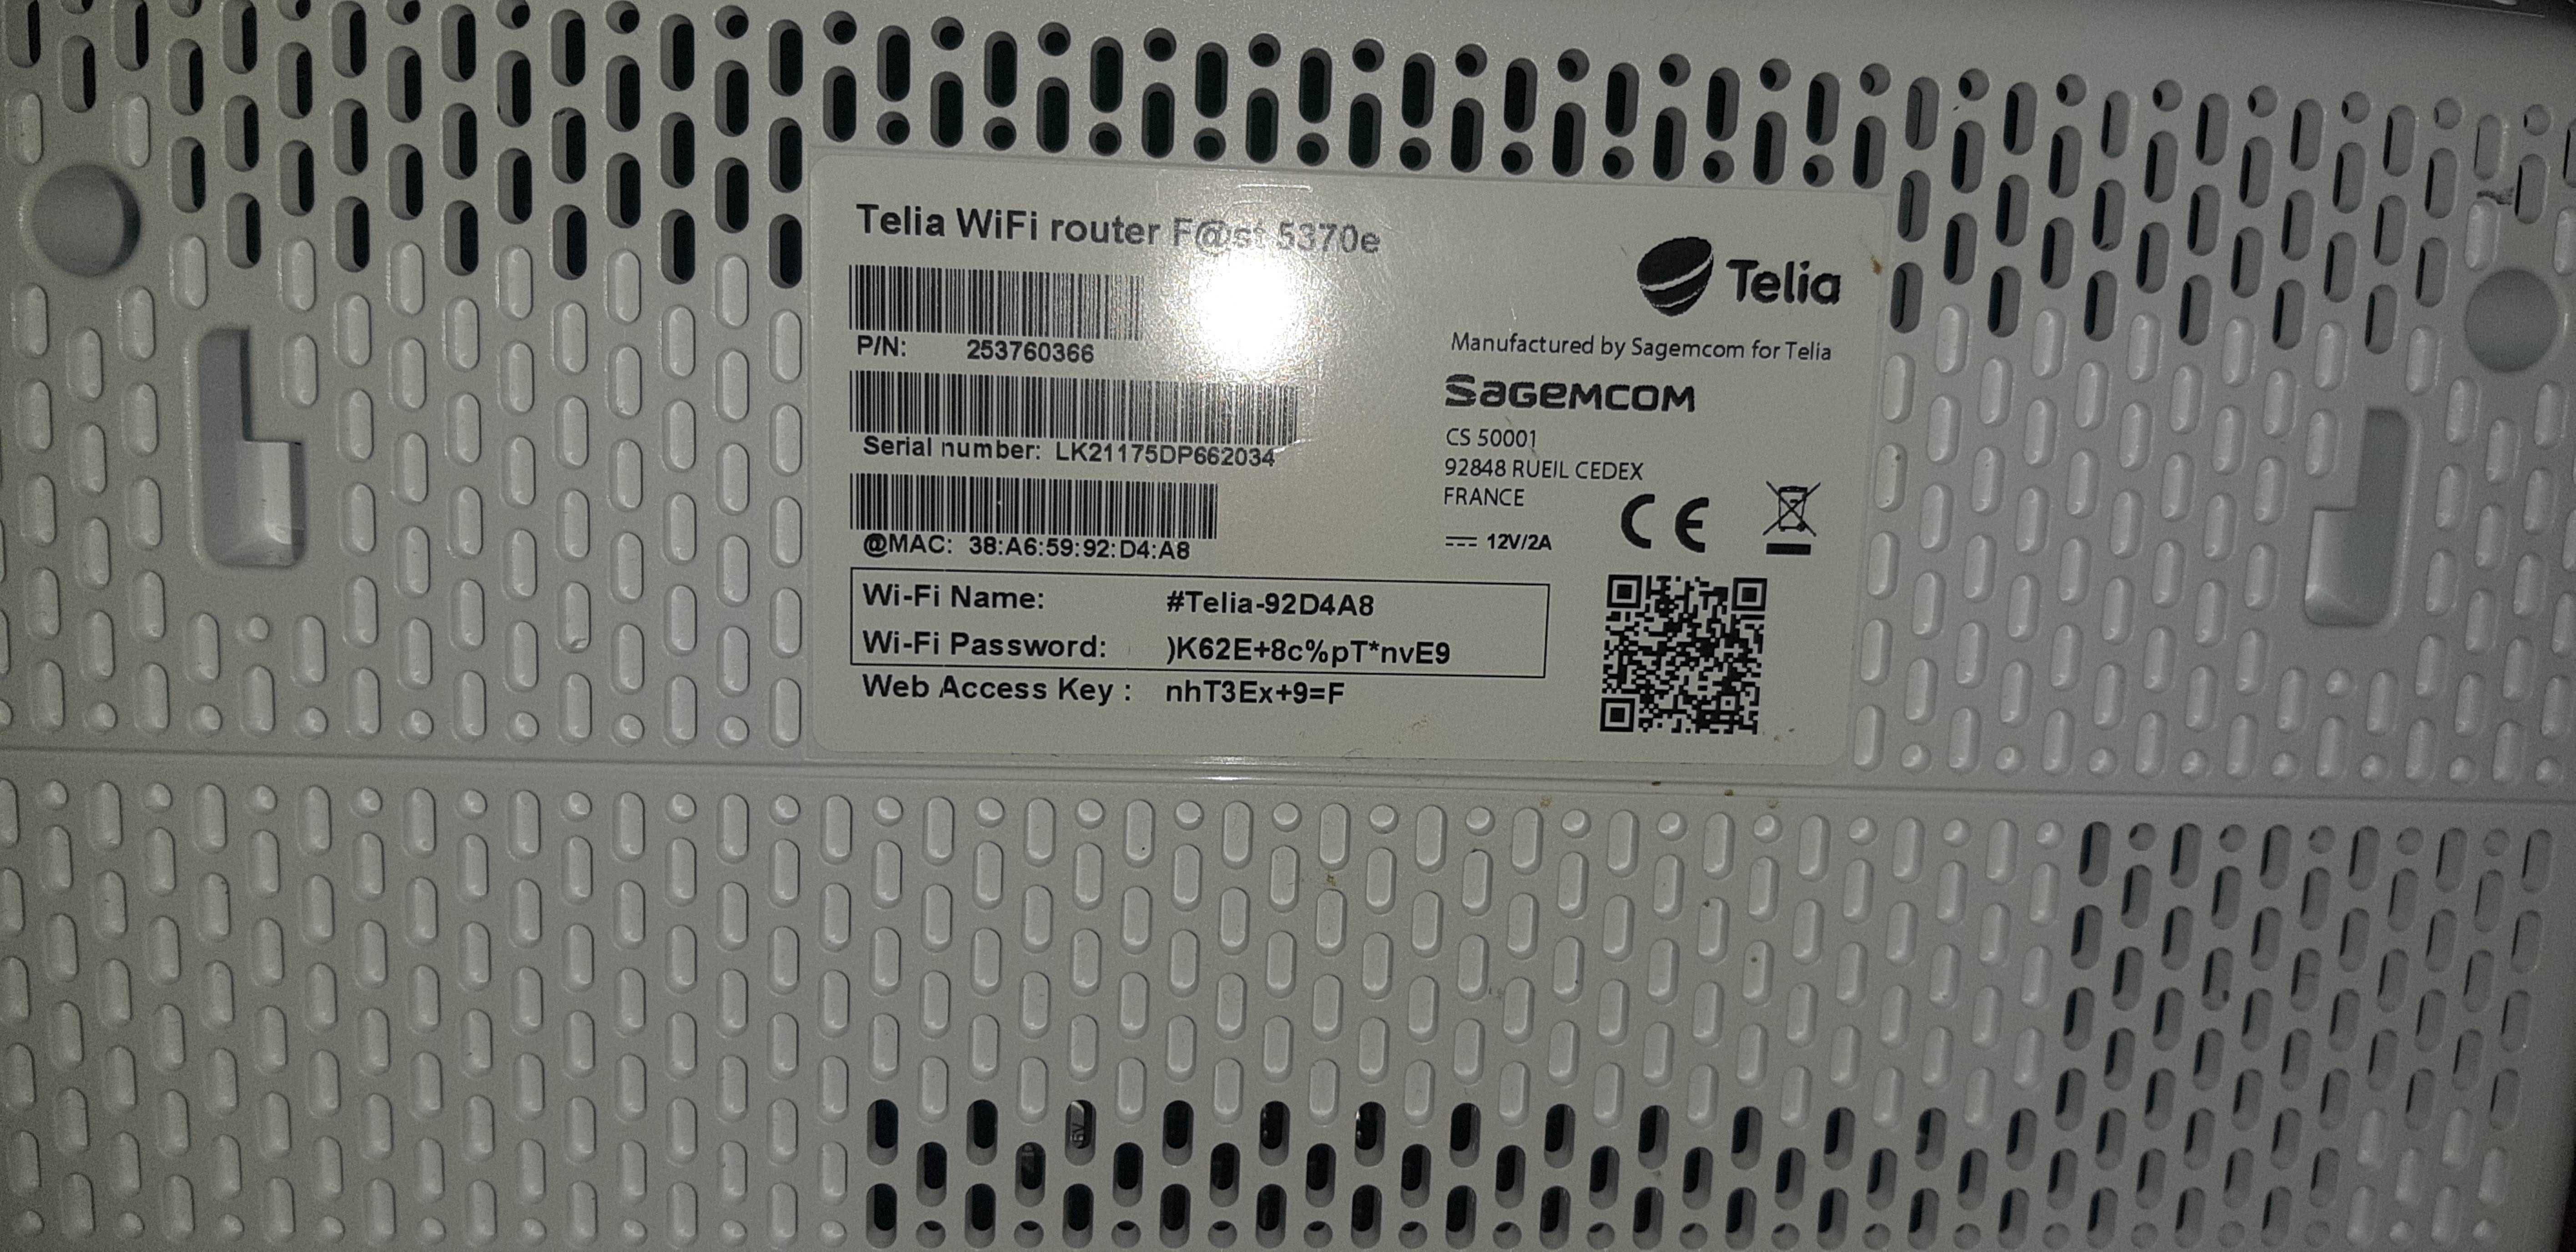 Telia WiFi router F@st 5370e
Telia
P/N: 253760366
Manufactured by Sagemcom for Telia
SAGEMCOM
Serial number: LK21175DP662034
CS 50001
92848 RUEIL CEDEX
FRANCE
CE
12V/2A
@MAC: 38:A6:59:92:D4:A8
Wi-Fi Name: #Telia-92D4A8
Wi-Fi Password: )K62E+8c%pT*nvE9
Web Access Key : nhT3Ex+9=F